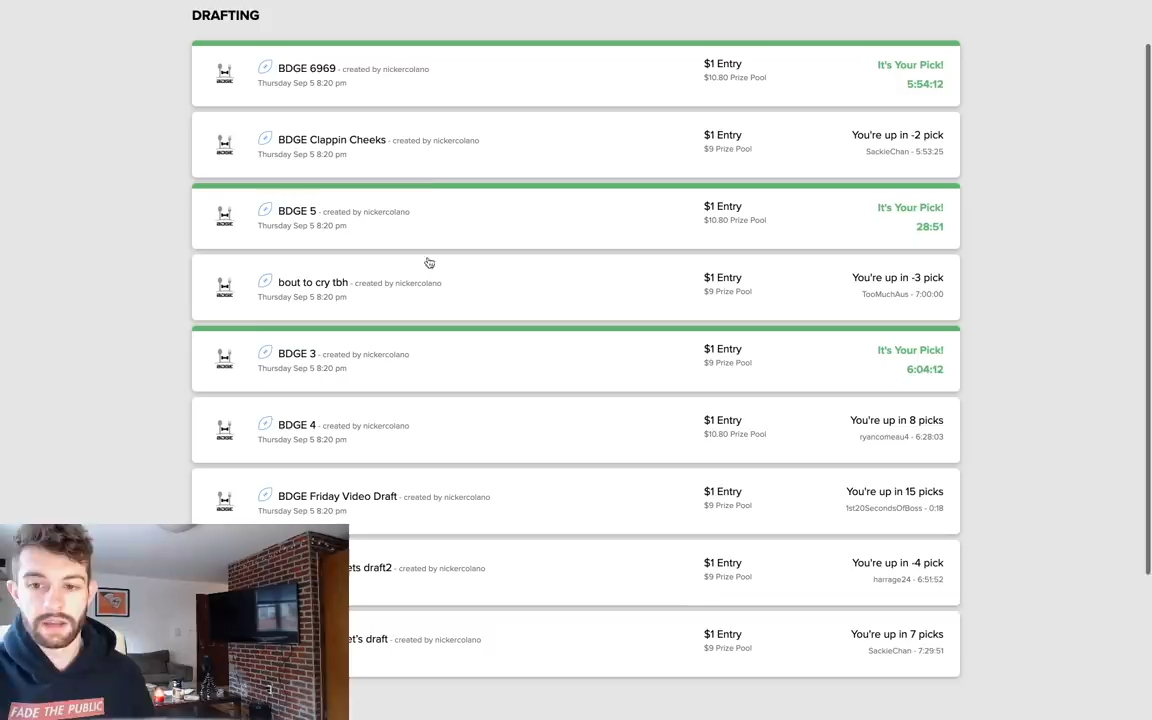 DRAFTING
BDGE 6969 - created by nickercolano
Thursday Sep 5 8:20 pm
$1 Entry
$10.80 Prize Pool
It's Your Pick!
5:54:12
BDGE
BDGE Clappin Cheeks - created by nickercolano
Thursday Sep 5 8:20 pm
$1 Entry
$9 Prize Pool
You're up in -2 pick
SackieChan - 5:53:25
BDGE
BDGE 5 - created by nickercolano
Thursday Sep 5 8:20 pm
$1 Entry
$10.80 Prize Pool
It's Your Pick!
28:51
BDGE
bout to cry tbh - created by nickercolano
Thursday Sep 5 8:20 pm
$1 Entry
$9 Prize Pool
You're up in -3 pick
TooMuchAus - 7:00:00
BDGE
BDGE 3 - created by nickercolano
Thursday Sep 5 8:20 pm
$1 Entry
$9 Prize Pool
It's Your Pick!
6:04:12
BDGE
BDGE 4 - created by nickercolano
Thursday Sep 5 8:20 pm
$1 Entry
$10.80 Prize Pool
You're up in 8 picks
ryancomeau4 - 6:28:03
BDGE
BDGE Friday Video Draft - created by nickercolano
Thursday Sep 5 8:20 pm
$1 Entry
$9 Prize Pool
You're up in 15 picks
1st20SecondsOfBoss - 0:18
BDGE
ets draft2 - created by nickercolano
$1 Entry
$9 Prize Pool
You're up in -4 pick
harrage24 - 6:51:52
et's draft - created by nickercolano
$1 Entry
$9 Prize Pool
You're up in 7 picks
SackieChan - 7:29:51
FADE THE PUBLIC